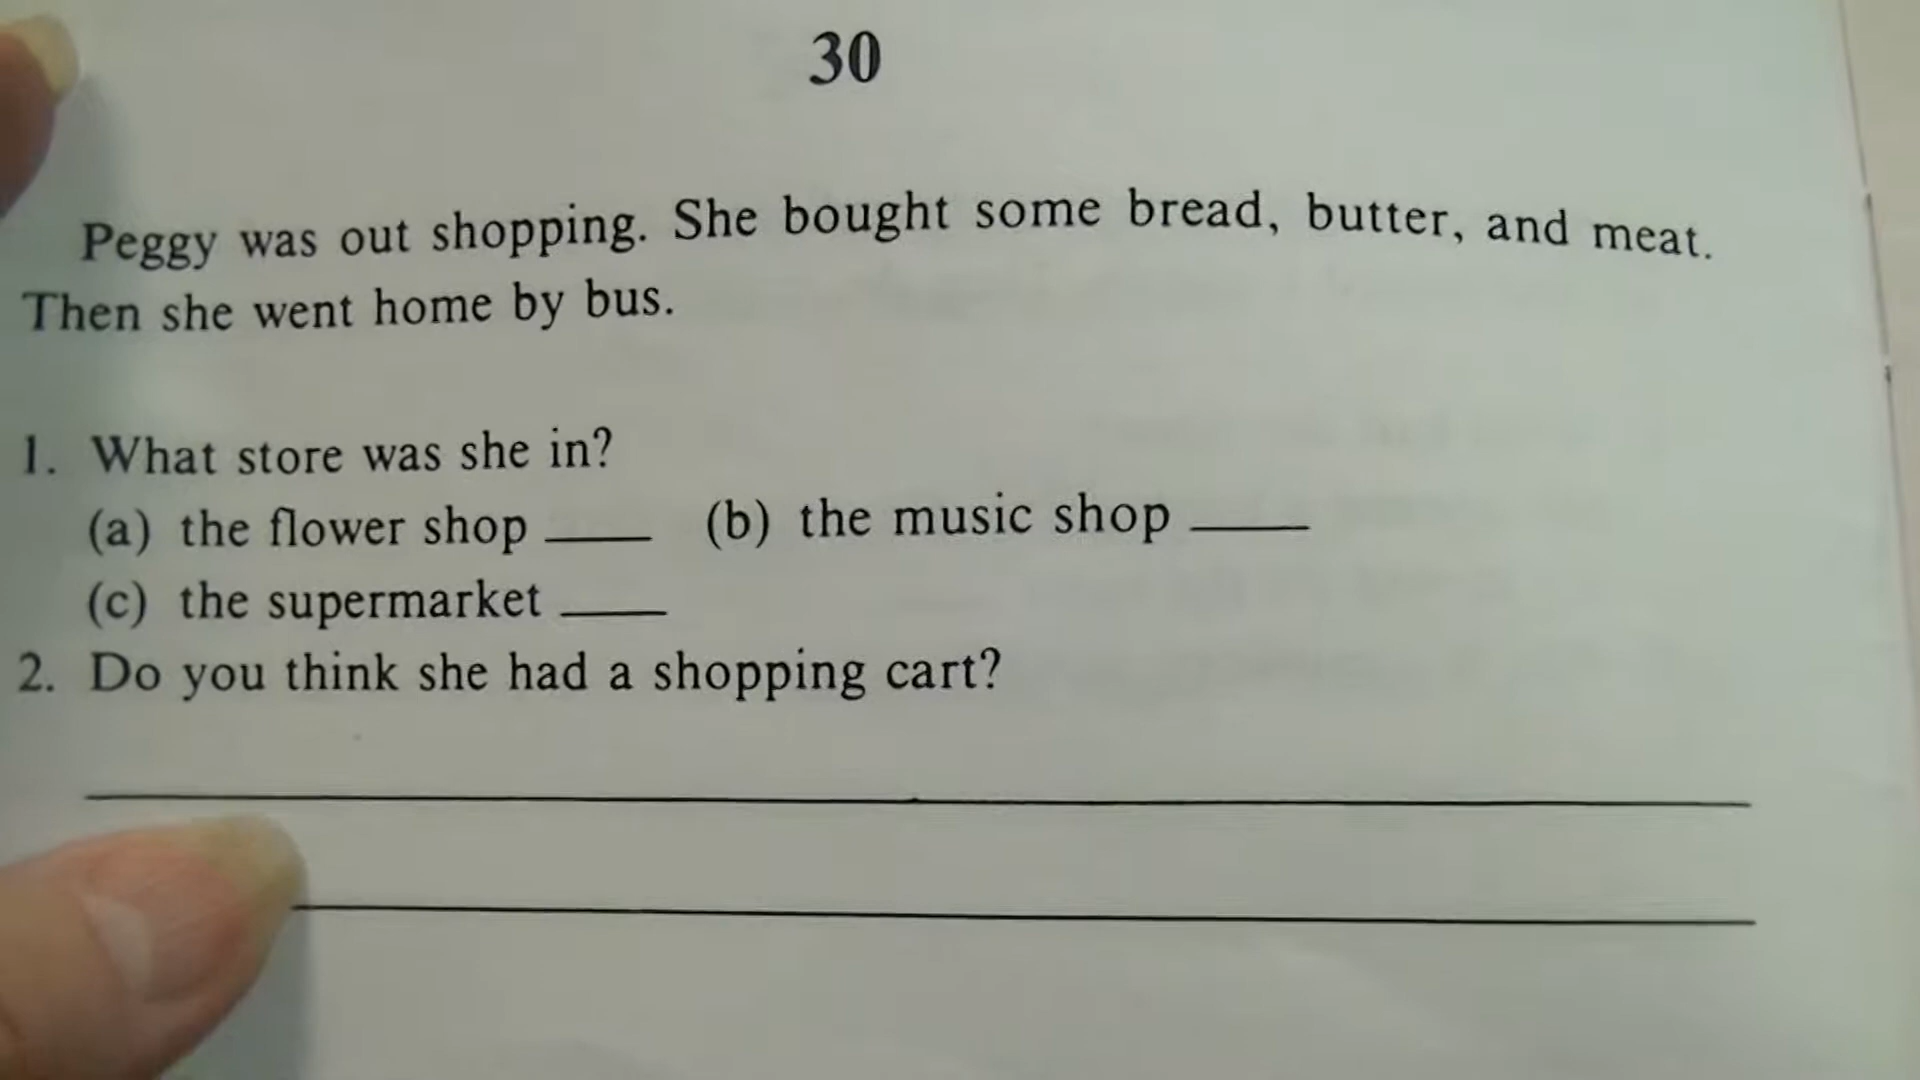 30
Peggy was out shopping. She bought some bread, butter, and meat.
Then she went home by bus.
1. What store was she in?
(a) the flower shop ____ (b) the music shop ____
(c) the supermarket ____
2. Do you think she had a shopping cart?